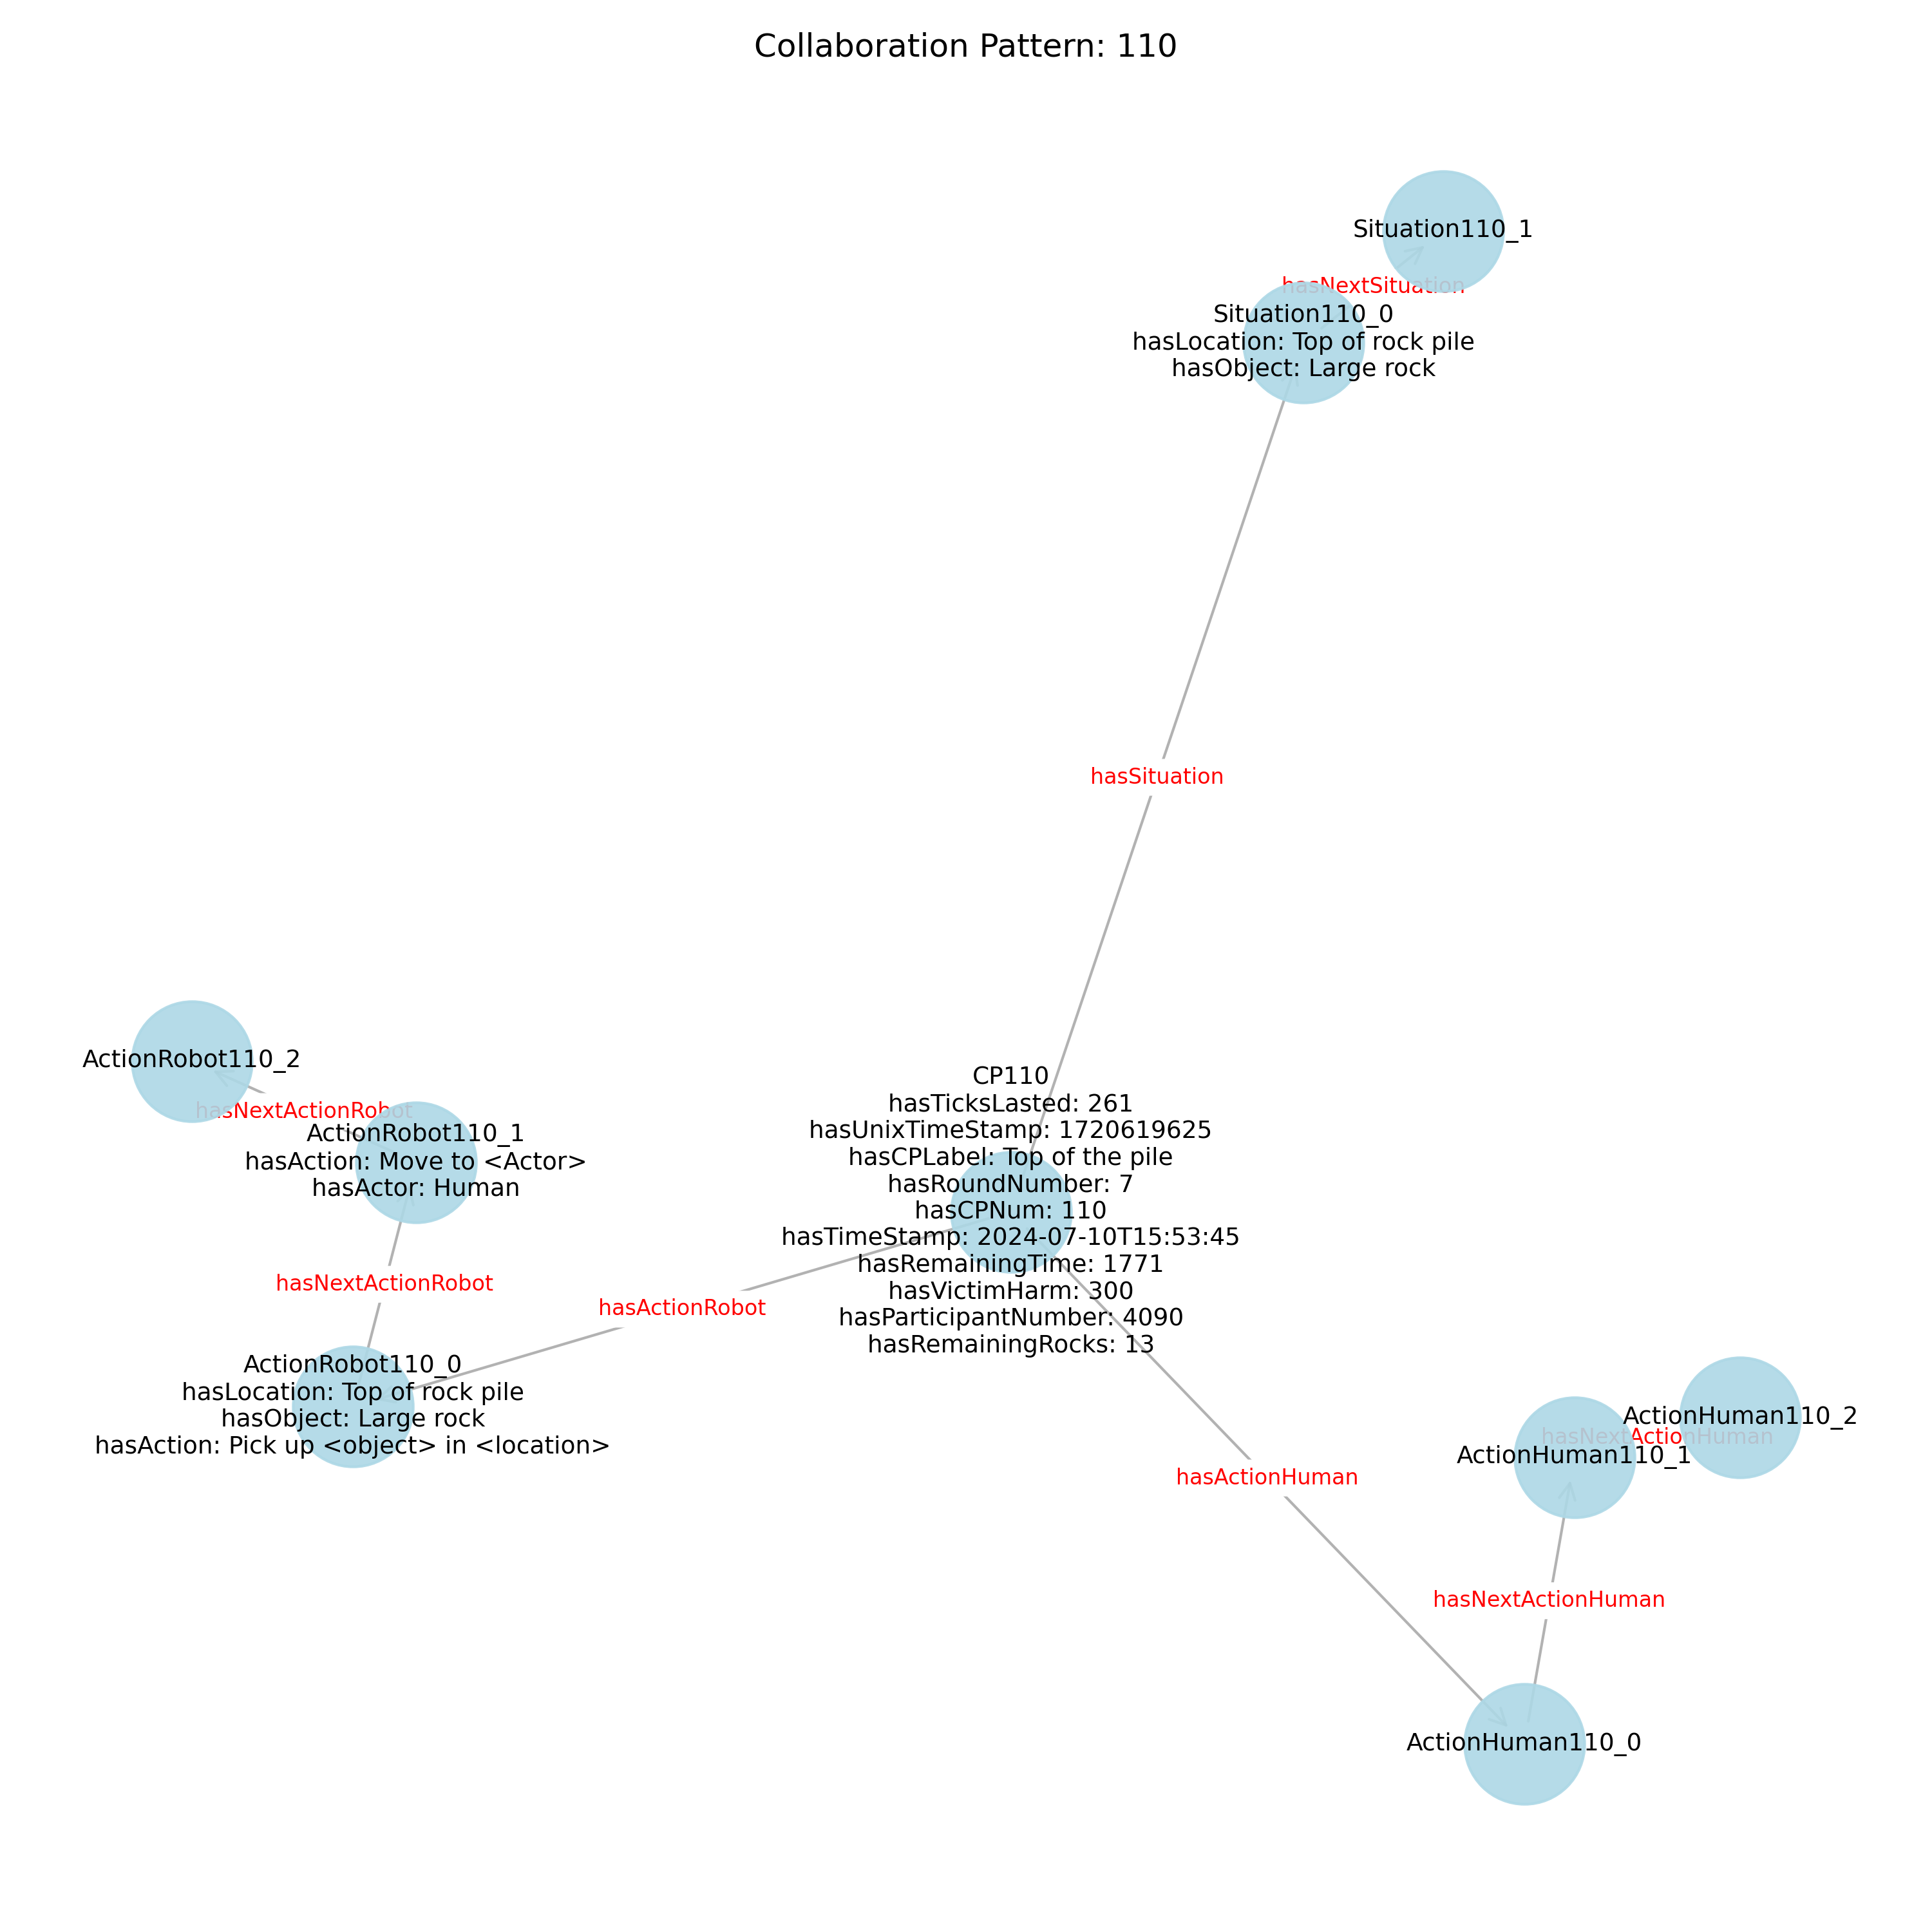 Collaboration Pattern: 110
Situation110_1
hasNextSituation
Situation110_0
hasLocation: Top of rock pile
hasObject: Large rock
hasSituation
ActionRobot110_2
hasNextActionRobot
ActionRobot110_1
hasAction: Move to <Actor>
hasActor: Human
hasNextActionRobot
ActionRobot110_0
hasLocation: Top of rock pile
hasObject: Large rock
hasAction: Pick up <object> in <location>
hasActionRobot
CP110
hasTicksLasted: 261
hasUnixTimeStamp: 1720619625
hasCPLabel: Top of the pile
hasRoundNumber: 7
hasCPNum: 110
hasTimeStamp: 2024-07-10T15:53:45
hasRemainingTime: 1771
hasVictimHarm: 300
hasParticipantNumber: 4090
hasRemainingRocks: 13
hasActionHuman
ActionHuman110_2
hasNextActionHuman
ActionHuman110_1
hasNextActionHuman
ActionHuman110_0